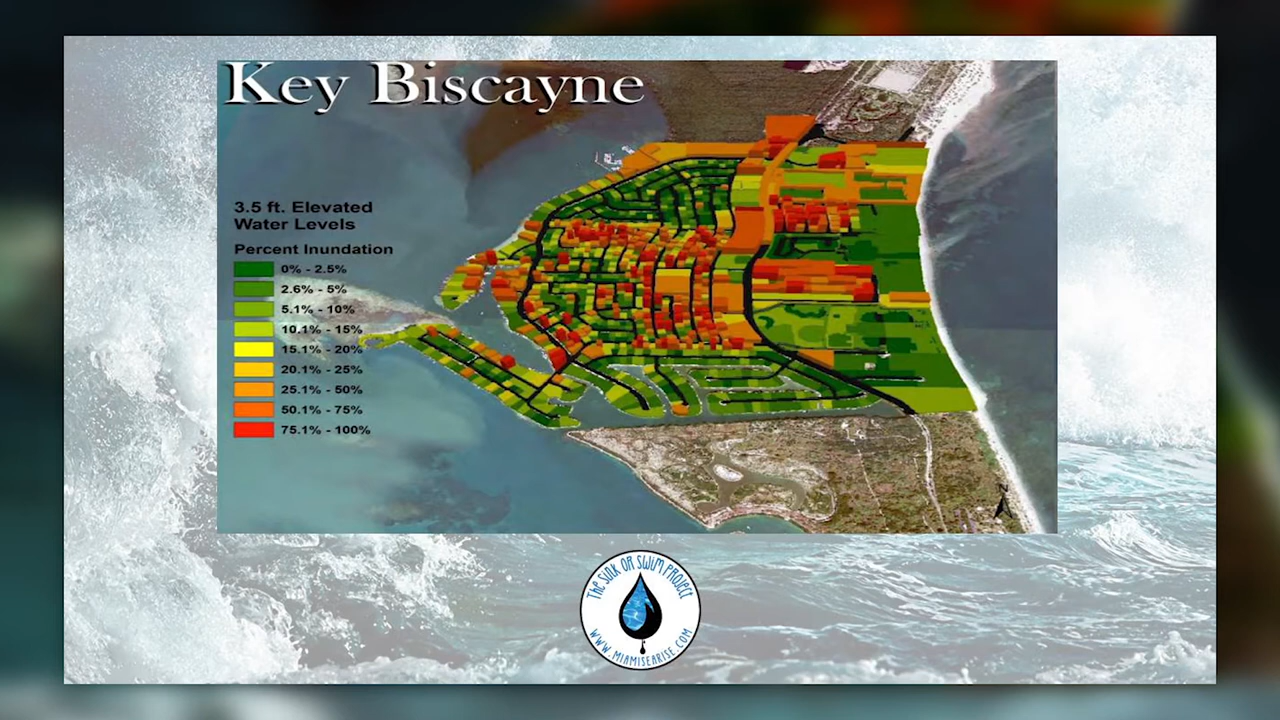 Key Biscayne
3.5 ft. Elevated
Water Levels
Percent Inundation
0% - 2.5%
2.6% - 5%
5.1% - 10%
10.1% - 15%
15.1% - 20%
20.1% - 25%
25.1% - 50%
50.1% - 75%
75.1% - 100%
N
The SiNK OR SWiM PROJECT
WWW.MIAMISEARISE.COM